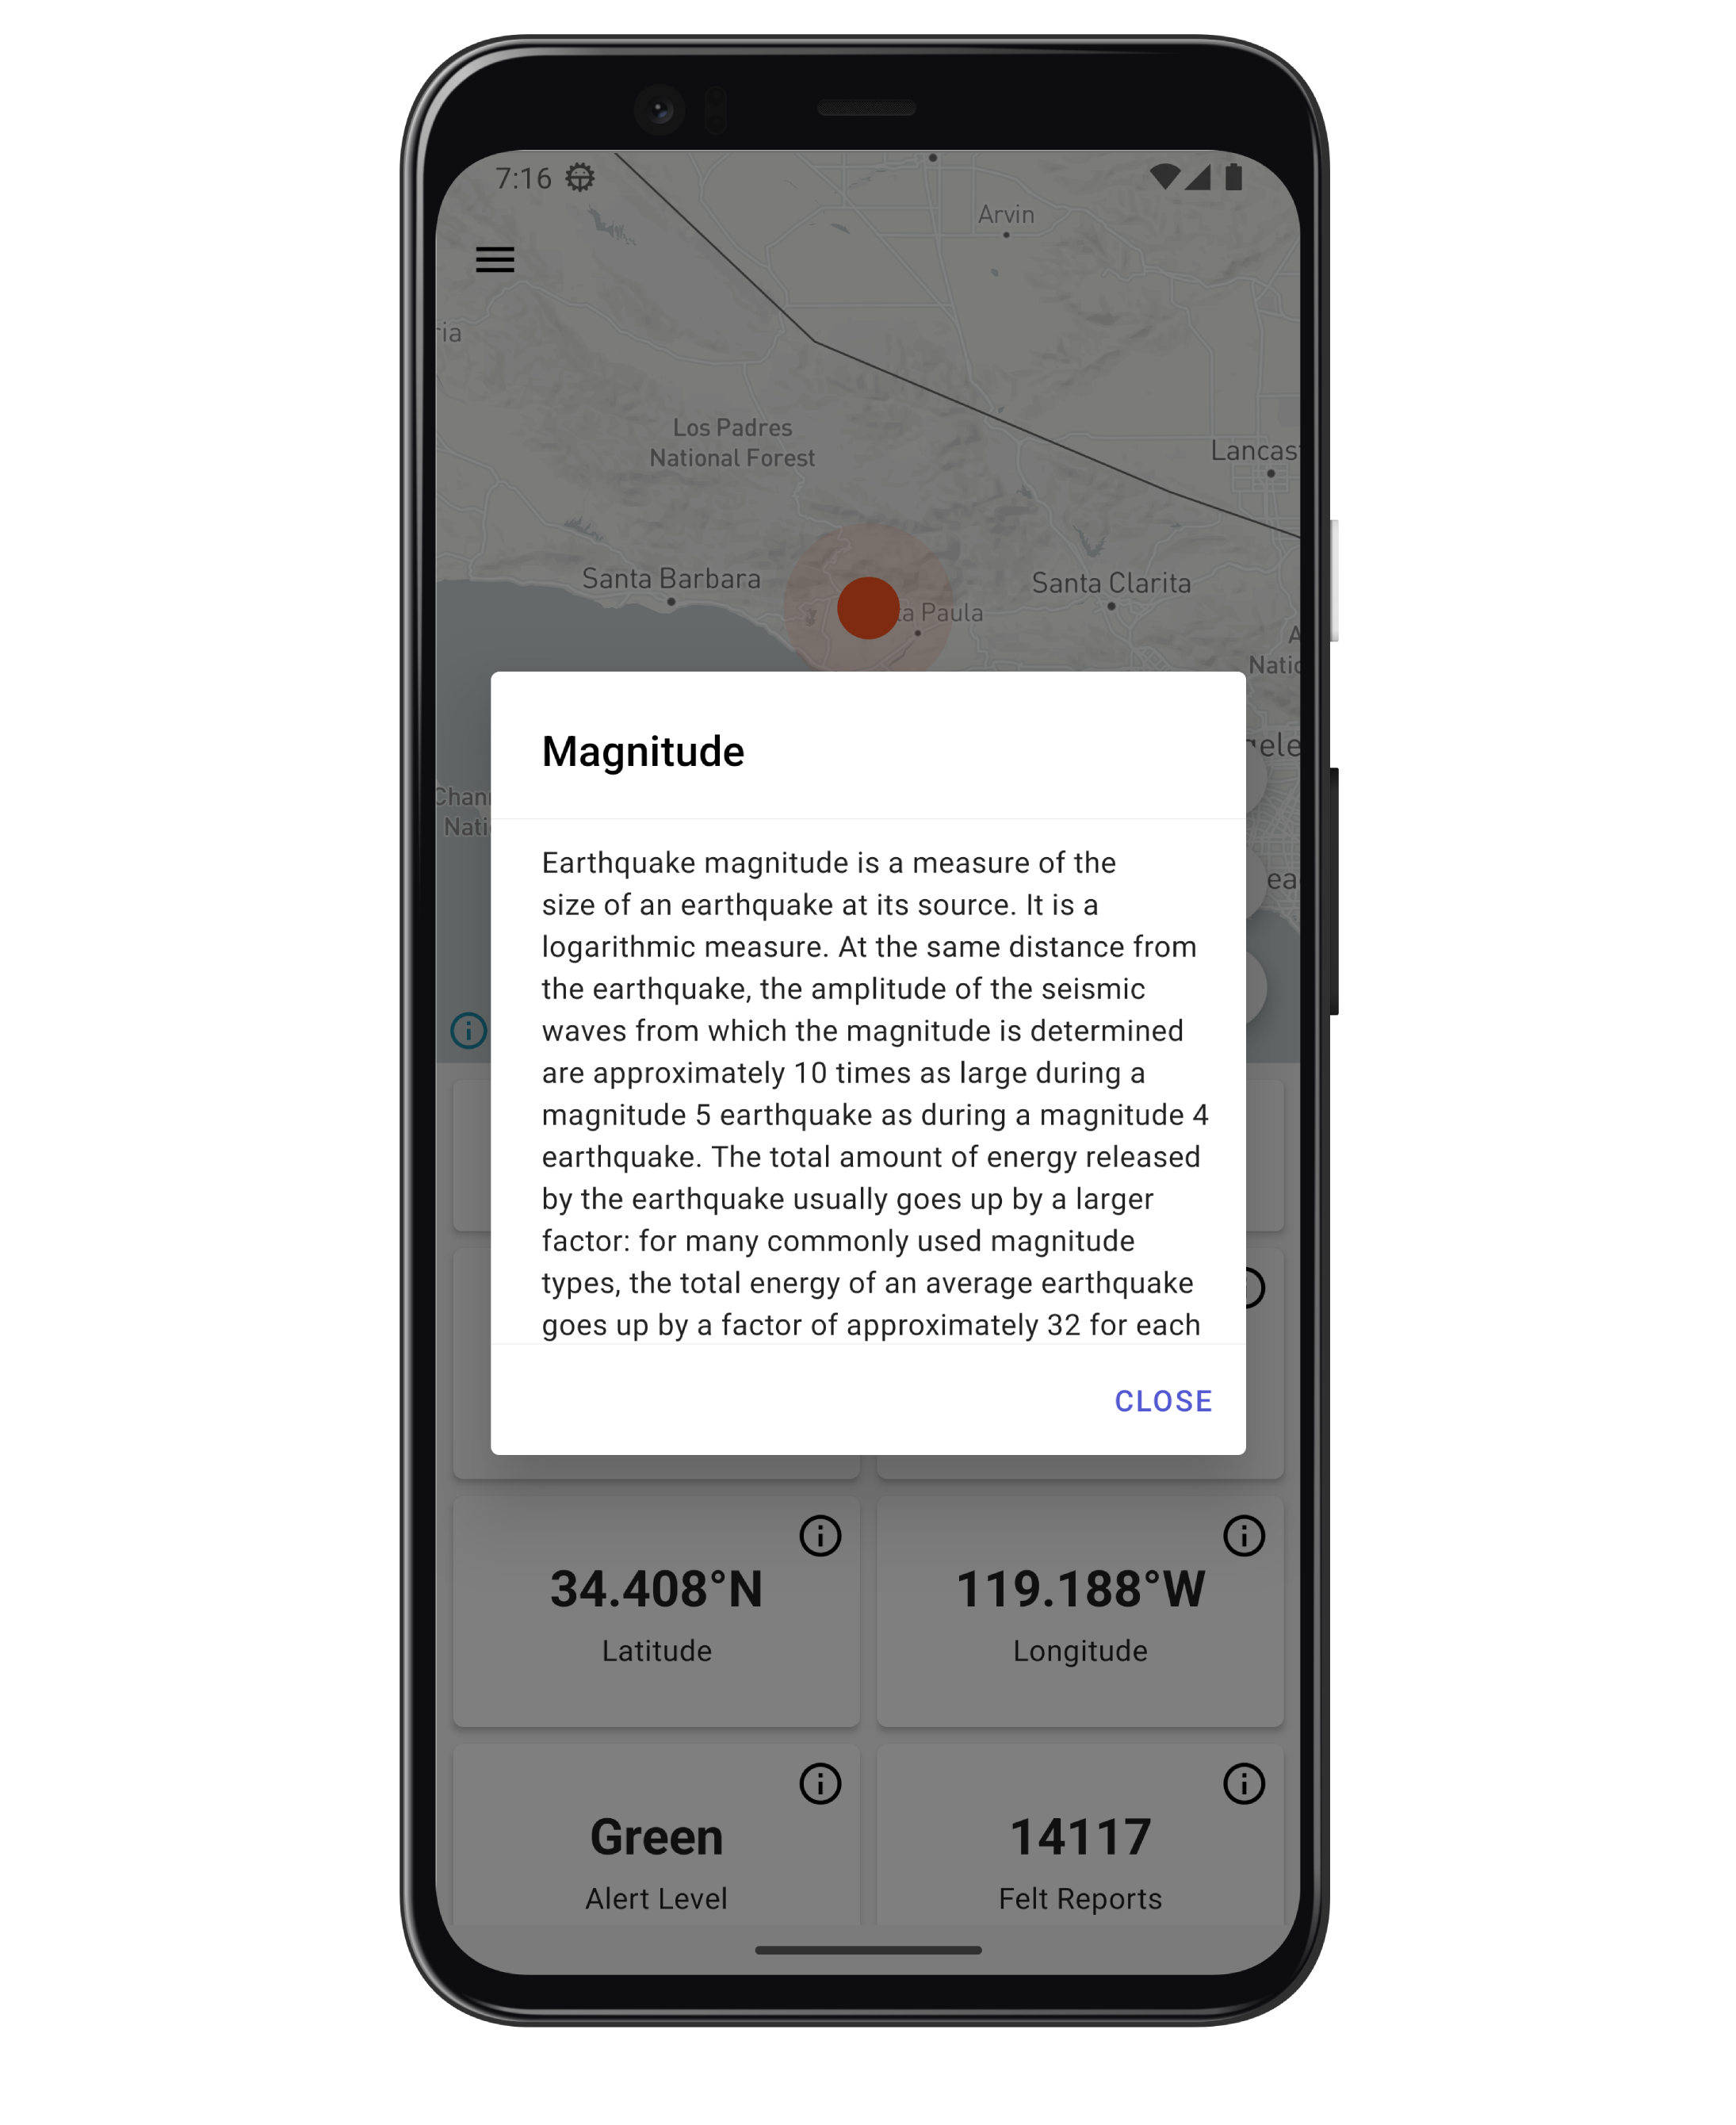 7:16
Arvin
ria
Los Padres
National Forest
Lancast
Santa Barbara
Santa Clarita
ta Paula
A
Natio
Magnitude
gele
Chann
Natio
Earthquake magnitude is a measure of the
size of an earthquake at its source. It is a
logarithmic measure. At the same distance from
the earthquake, the amplitude of the seismic
waves from which the magnitude is determined
are approximately 10 times as large during a
magnitude 5 earthquake as during a magnitude 4
earthquake. The total amount of energy released
by the earthquake usually goes up by a larger
factor: for many commonly used magnitude
types, the total energy of an average earthquake
goes up by a factor of approximately 32 for each
ea
CLOSE
34.408°N
Latitude
119.188°W
Longitude
Green
Alert Level
14117
Felt Reports